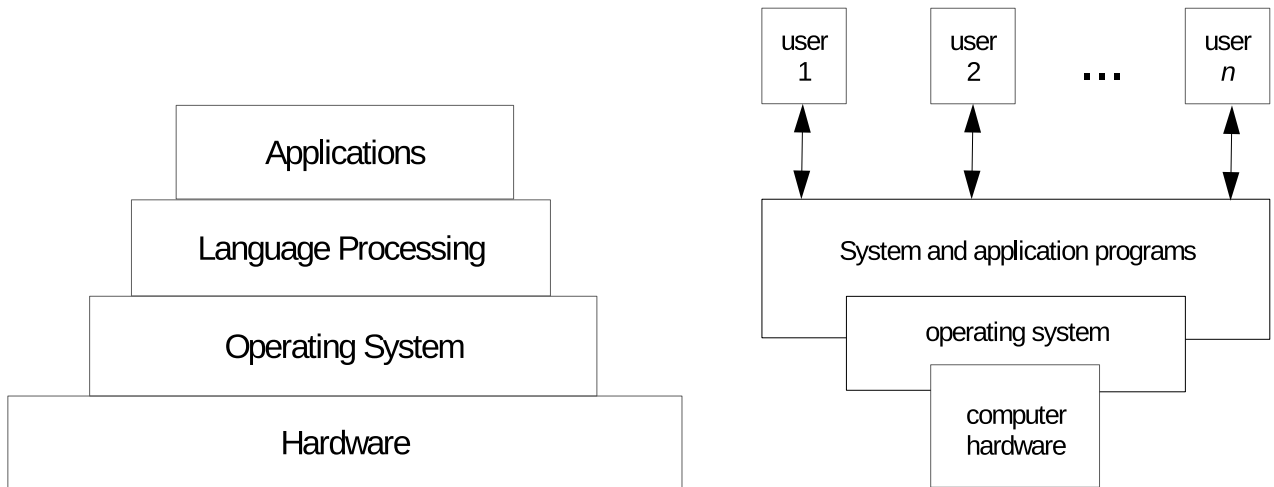 Applications
Language Processing
Operating System
Hardware
user
1
user
2
...
user
n
System and application programs
operating system
computer
hardware